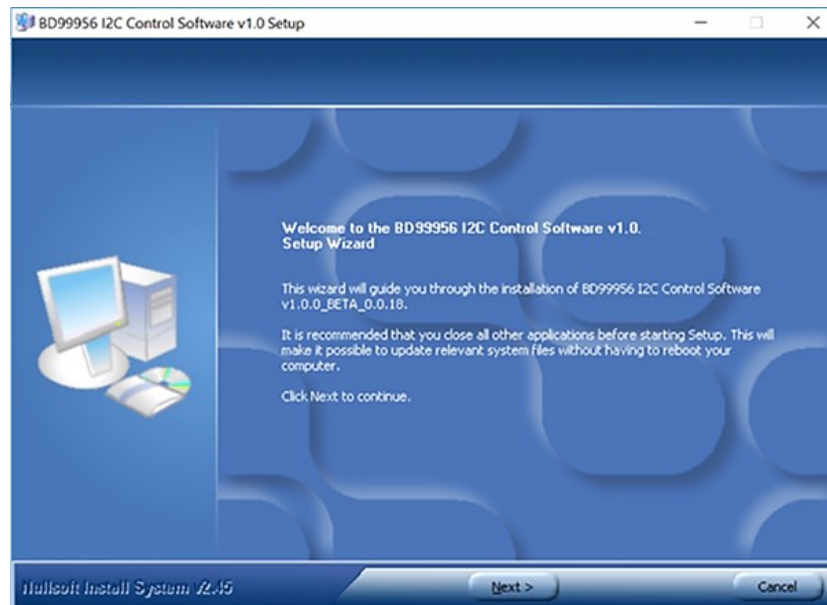 BD99956 I2C Control Software v1.0 Setup
Welcome to the BD99956 I2C Control Software v1.0.
Setup Wizard
This wizard will guide you through the installation of BD99956 I2C Control Software
v1.0.0_BETA_0.0.18.
It is recommended that you close all other applications before starting Setup. This will
make it possible to update relevant system files without having to reboot your
computer.
Click Next to continue.
Nullsoft Install System v2.45
Next >
Cancel